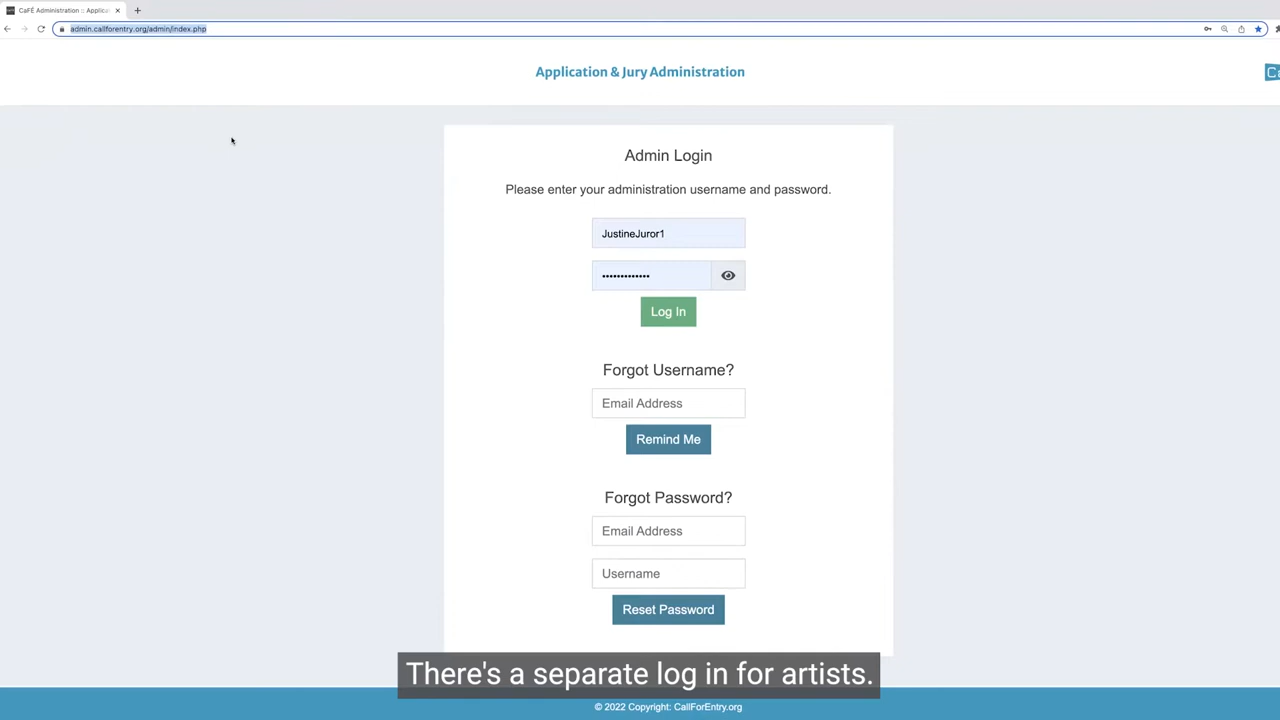 CaFÉ Administration :: Applica
admin.callforentry.org/admin/index.php
Application & Jury Administration
Ca
Admin Login
Please enter your administration username and password.
JustineJuror1
•••••••••••••
Log In
Forgot Username?
Email Address
Remind Me
Forgot Password?
Email Address
Username
Reset Password
There's a separate log in for artists.
© 2022 Copyright: CallForEntry.org